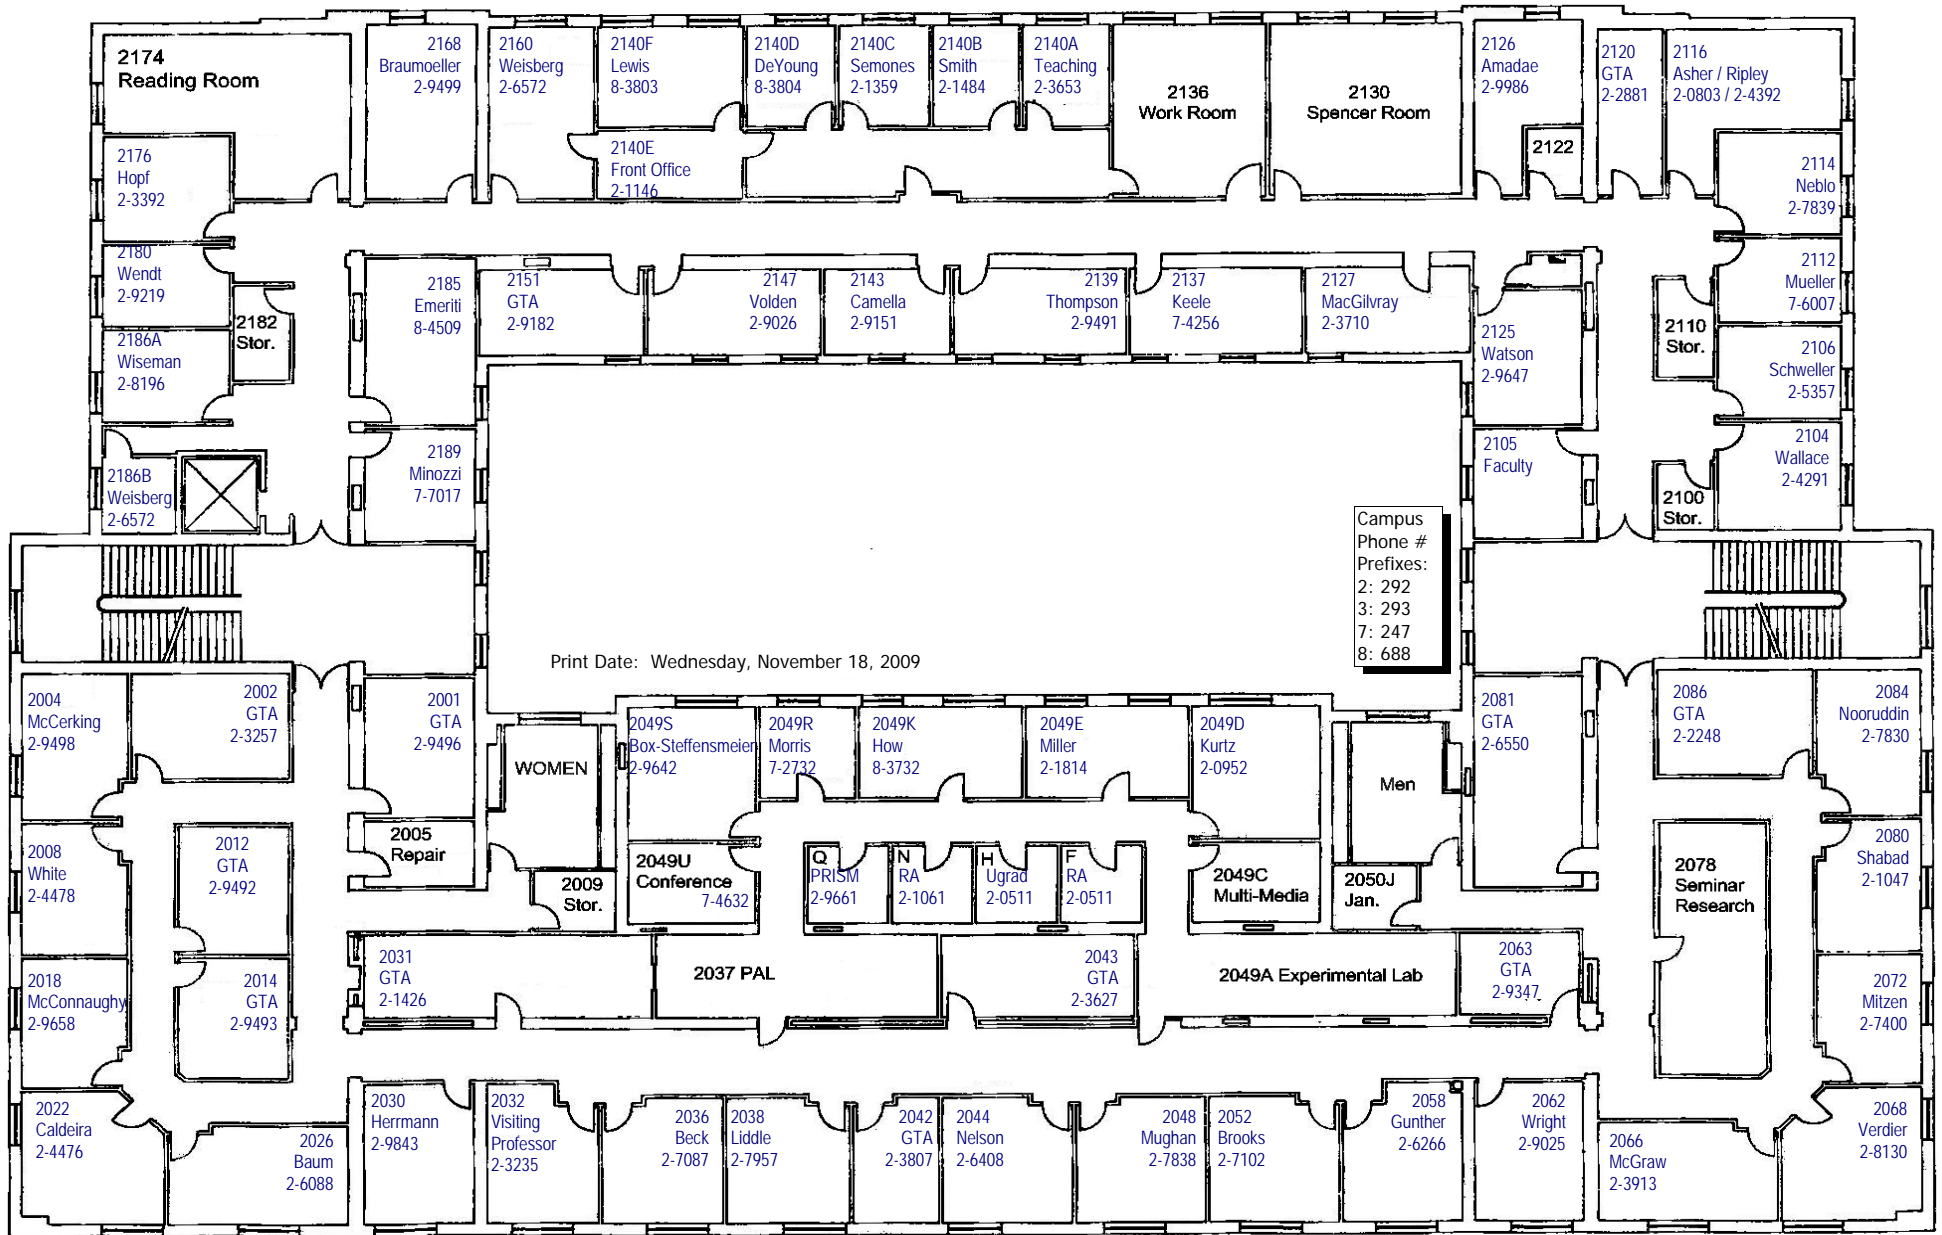 2174
Reading Room
2168
Braumoeller
2-9499
2160
Weisberg
2-6572
2140F
Lewis
8-3803
2140D
DeYoung
8-3804
2140C
Semones
2-1359
2140B
Smith
2-1484
2140A
Teaching
2-3653
2136
Work Room
2130
Spencer Room
2126
Amadae
2-9986
2120
GTA
2-2881
2116
Asher / Ripley
2-0803 / 2-4392
2140E
Front Office
2-1146
2122
2176
Hopf
2-3392
2114
Neblo
2-7839
2180
Wendt
2-9219
2182
Stor.
2185
Emeriti
8-4509
2151
GTA
2-9182
2147
Volden
2-9026
2143
Camella
2-9151
2139
Thompson
2-9491
2137
Keele
7-4256
2127
MacGilvray
2-3710
2112
Mueller
7-6007
2186A
Wiseman
2-8196
2125
Watson
2-9647
2110
Stor.
2106
Schweller
2-5357
2186B
Weisberg
2-6572
2189
Minozzi
7-7017
2105
Faculty
2104
Wallace
2-4291
2100
Stor.
Campus
Phone #
Prefixes:
2: 292
3: 293
7: 247
8: 688
Print Date: Wednesday, November 18, 2009
2004
McCerking
2-9498
2002
GTA
2-3257
2001
GTA
2-9496
WOMEN
2049S
Box-Steffensmeier
2-9642
2049R
Morris
7-2732
2049K
How
8-3732
2049E
Miller
2-1814
2049D
Kurtz
2-0952
Men
2081
GTA
2-6550
2086
GTA
2-2248
2084
Nooruddin
2-7830
2008
White
2-4478
2012
GTA
2-9492
2005
Repair
2009
Stor.
2049U
Conference
7-4632
Q
PRISM
2-9661
N
RA
2-1061
H
Ugrad
2-0511
F
RA
2-0511
2049C
Multi-Media
2050J
Jan.
2078
Seminar
Research
2080
Shabad
2-1047
2018
McConnaughy
2-9658
2014
GTA
2-9493
2031
GTA
2-1426
2037 PAL
2043
GTA
2-3627
2049A Experimental Lab
2063
GTA
2-9347
2072
Mitzen
2-7400
2022
Caldeira
2-4476
2026
Baum
2-6088
2030
Herrmann
2-9843
2032
Visiting
Professor
2-3235
2036
Beck
2-7087
2038
Liddle
2-7957
2042
GTA
2-3807
2044
Nelson
2-6408
2048
Mughan
2-7838
2052
Brooks
2-7102
2058
Gunther
2-6266
2062
Wright
2-9025
2066
McGraw
2-3913
2068
Verdier
2-8130